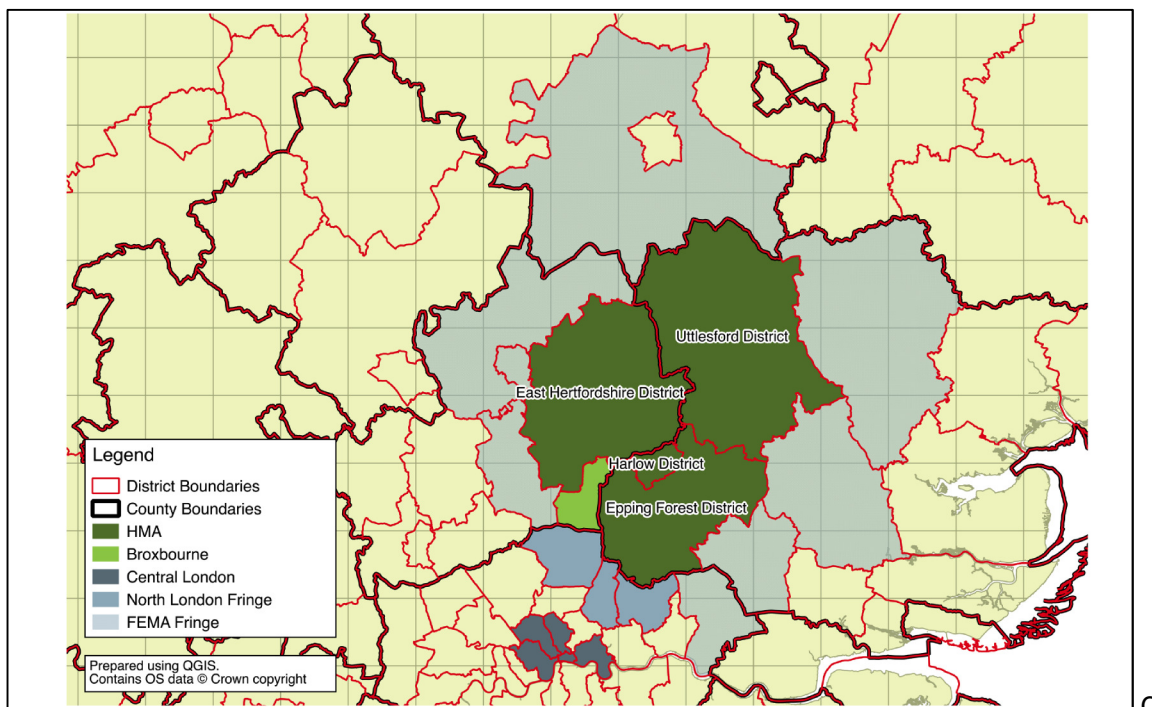 Uttlesford District
East Hertfordshire District
Harlow District
Epping Forest District
Legend
District Boundaries
County Boundaries
HMA
Broxbourne
Central London
North London Fringe
FEMA Fringe
Prepared using QGIS.
Contains OS data © Crown copyright